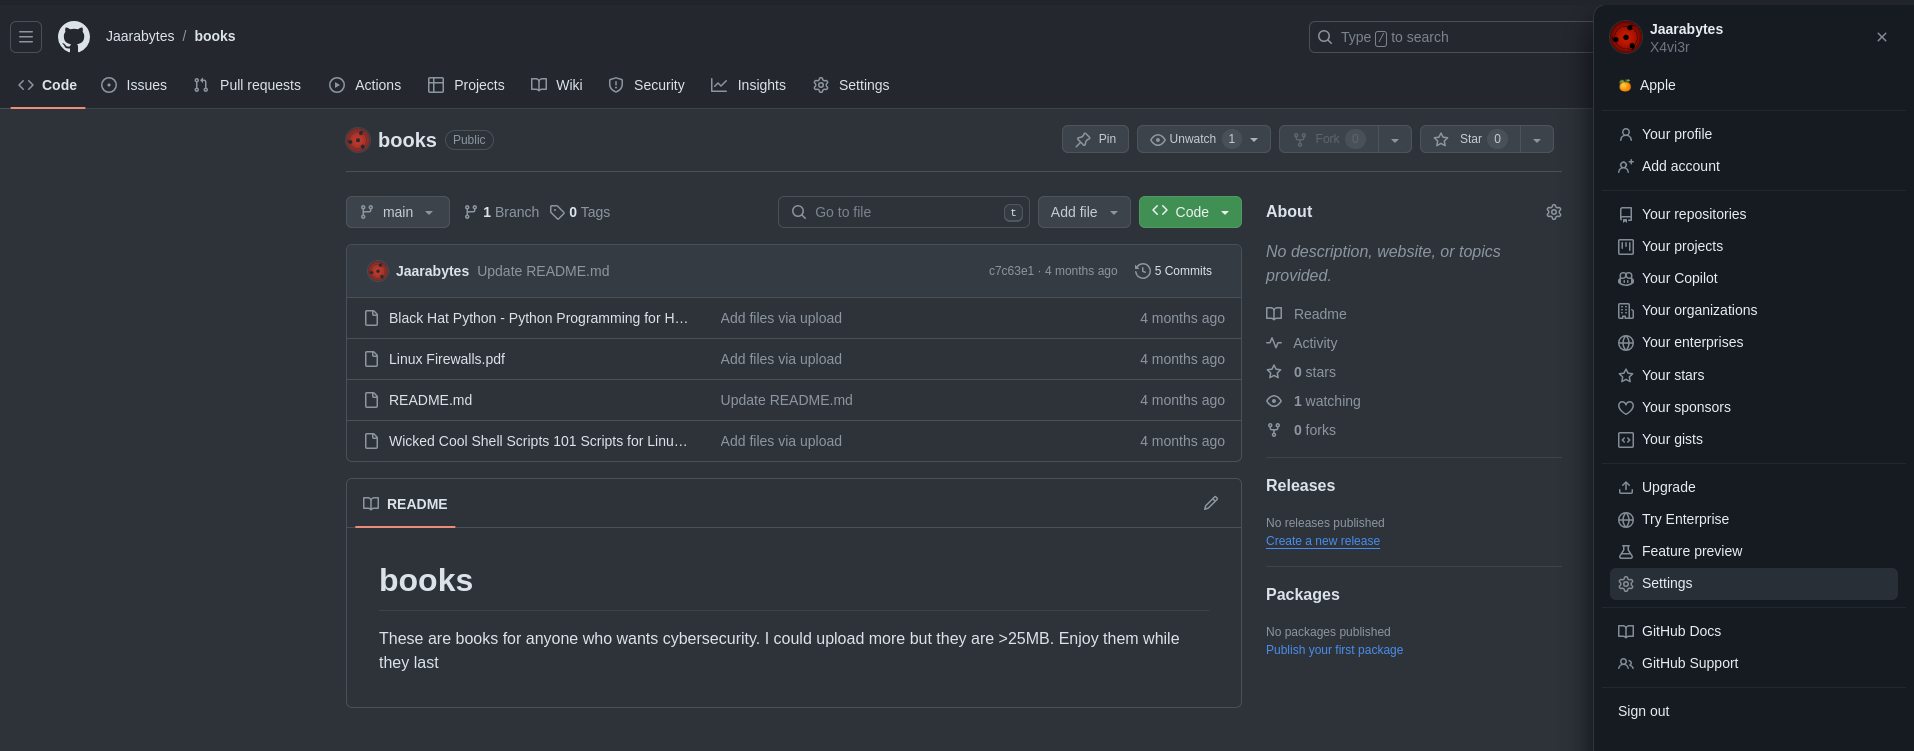 Jaarabytes / books
Type / to search
Code Issues Pull requests Actions Projects Wiki Security Insights Settings
books Public
Pin Unwatch 1 Fork 0 Star 0
main 1 Branch 0 Tags Go to file t Add file Code
Jaarabytes Update README.md c7c63e1 · 4 months ago 5 Commits
Black Hat Python - Python Programming for H… Add files via upload 4 months ago
Linux Firewalls.pdf Add files via upload 4 months ago
README.md Update README.md 4 months ago
Wicked Cool Shell Scripts 101 Scripts for Linu… Add files via upload 4 months ago
README
books
These are books for anyone who wants cybersecurity. I could upload more but they are >25MB. Enjoy them while
they last
About
No description, website, or topics
provided.
Readme
Activity
0 stars
1 watching
0 forks
Releases
No releases published
Create a new release
Packages
No packages published
Publish your first package
Jaarabytes
X4vi3r
Apple
Your profile
Add account
Your repositories
Your projects
Your Copilot
Your organizations
Your enterprises
Your stars
Your sponsors
Your gists
Upgrade
Try Enterprise
Feature preview
Settings
GitHub Docs
GitHub Support
Sign out